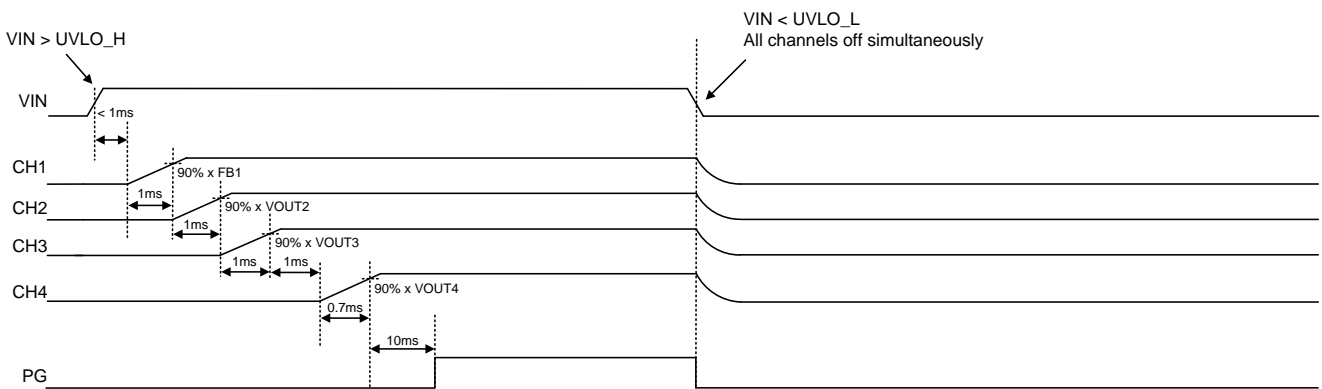 VIN < UVLO_L
All channels off simultaneously
VIN > UVLO_H
VIN
< 1ms
CH1
90% x FB1
1ms
CH2
90% x VOUT2
1ms
CH3
90% x VOUT3
1ms
1ms
CH4
90% x VOUT4
0.7ms
10ms
PG